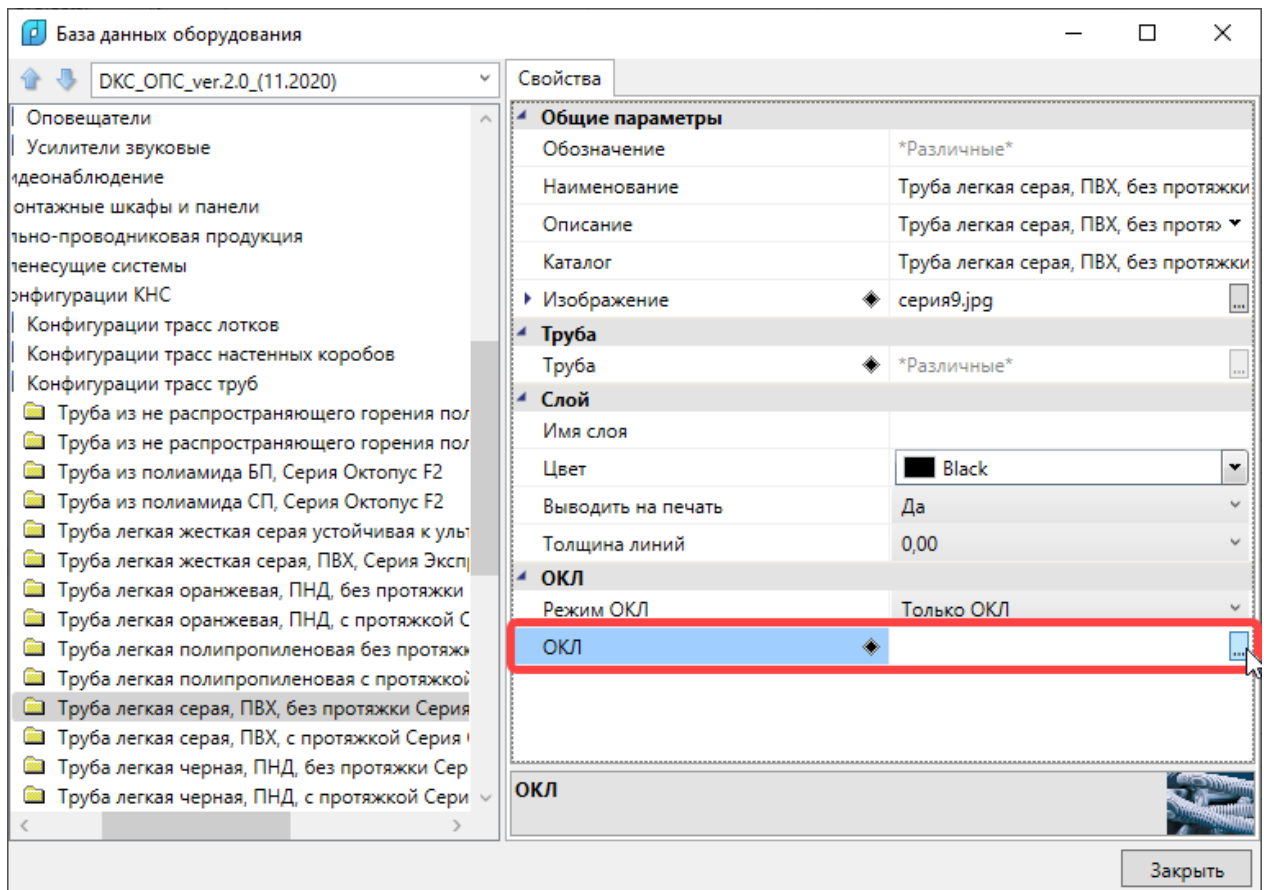 База данных оборудования
DKC_ОПС_ver.2.0_(11.2020)
Оповещатели
Усилители звуковые
идеонаблюдение
онтажные шкафы и панели
льно-проводниковая продукция
ленесущие системы
онфигурации КНС
Конфигурации трасс лотков
Конфигурации трасс настенных коробов
Конфигурации трасс труб
Труба из не распространяющего горения пол
Труба из не распространяющего горения пол
Труба из полиамида БП, Серия Октопус F2
Труба из полиамида СП, Серия Октопус F2
Труба легкая жесткая серая устойчивая к ульт
Труба легкая жесткая серая, ПВХ, Серия Эксп
Труба легкая оранжевая, ПНД, без протяжки
Труба легкая оранжевая, ПНД, с протяжкой С
Труба легкая полипропиленовая без протяжк
Труба легкая полипропиленовая с протяжкой
Труба легкая серая, ПВХ, без протяжки Серия
Труба легкая серая, ПВХ, с протяжкой Серия
Труба легкая черная, ПНД, без протяжки Сер
Труба легкая черная, ПНД, с протяжкой Сери
Свойства
Общие параметры
Обозначение *Различные*
Наименование Труба легкая серая, ПВХ, без протяжки
Описание Труба легкая серая, ПВХ, без протяж
Каталог Труба легкая серая, ПВХ, без протяжки
Изображение серия9.jpg ...
Труба
Труба *Различные* ...
Слой
Имя слоя
Цвет Black
Выводить на печать Да
Толщина линий 0,00
ОКЛ
Режим ОКЛ Только ОКЛ
ОКЛ ...
ОКЛ
Закрыть